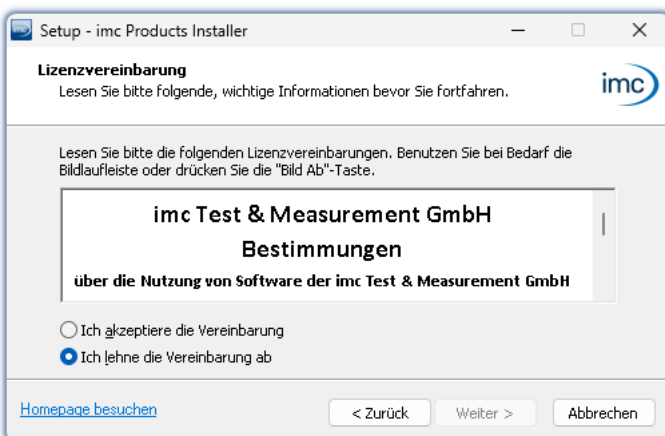 imc Setup - imc Products Installer
Lizenzvereinbarung
Lesen Sie bitte folgende, wichtige Informationen bevor Sie fortfahren.
imc
Lesen Sie bitte die folgenden Lizenzvereinbarungen. Benutzen Sie bei Bedarf die
Bildlaufleiste oder drücken Sie die "Bild Ab"-Taste.
imc Test & Measurement GmbH
Bestimmungen
über die Nutzung von Software der imc Test & Measurement GmbH
Ich akzeptiere die Vereinbarung
Ich lehne die Vereinbarung ab
Homepage besuchen < Zurück Weiter > Abbrechen